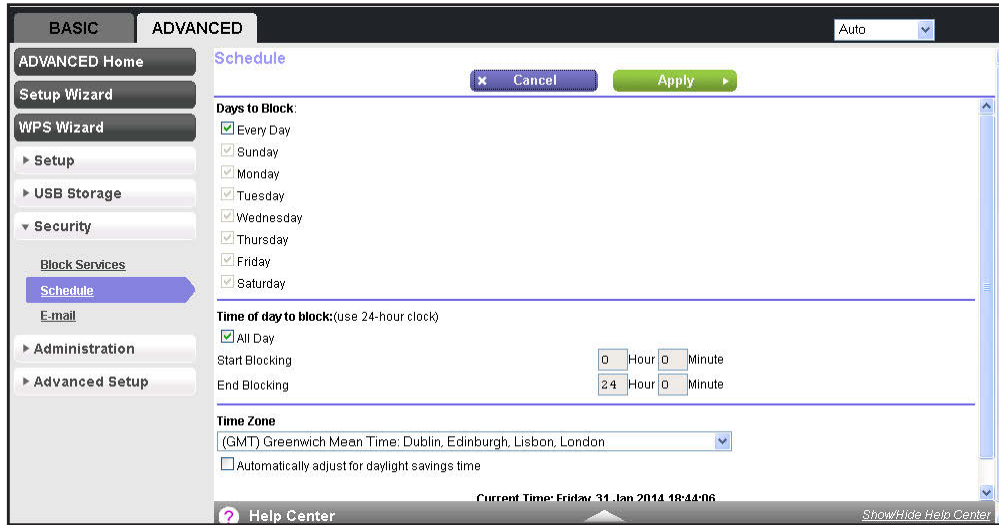 BASIC ADVANCED Auto
ADVANCED Home
Setup Wizard
WPS Wizard
Setup
USB Storage
Security
Block Services
Schedule
E-mail
Administration
Advanced Setup
Schedule
Cancel Apply
Days to Block:
Every Day
Sunday
Monday
Tuesday
Wednesday
Thursday
Friday
Saturday
Time of day to block:(use 24-hour clock)
All Day
Start Blocking 0 Hour 0 Minute
End Blocking 24 Hour 0 Minute
Time Zone
(GMT) Greenwich Mean Time: Dublin, Edinburgh, Lisbon, London
Automatically adjust for daylight savings time
Current Time: Friday, 31 Jan 2014 18:44:06
? Help Center Show/Hide Help Center